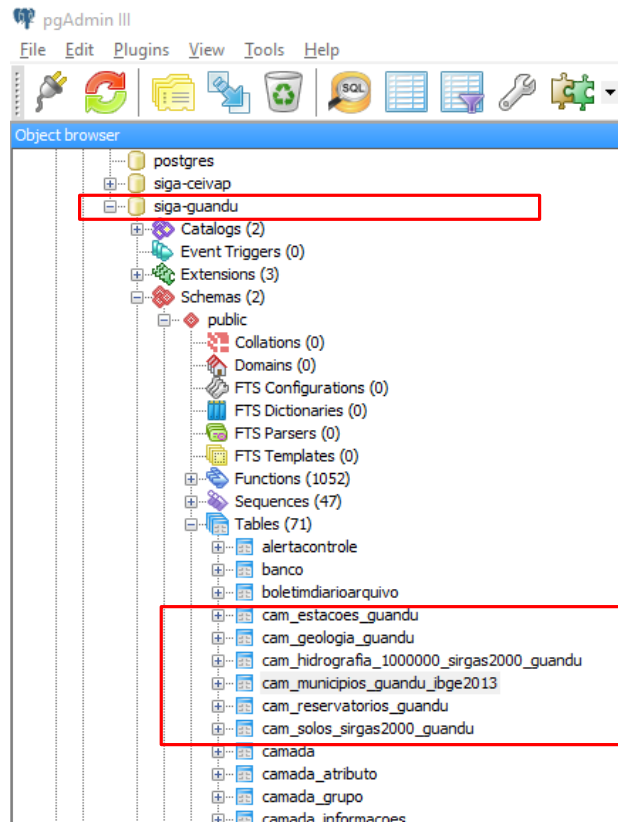 pgAdmin III
File Edit Plugins View Tools Help
SQL
Object browser
postgres
siga-ceivap
siga-guandu
Catalogs (2)
Event Triggers (0)
Extensions (3)
Schemas (2)
public
Collations (0)
Domains (0)
FTS Configurations (0)
FTS Dictionaries (0)
FTS Parsers (0)
FTS Templates (0)
Functions (1052)
Sequences (47)
Tables (71)
alertacontrole
banco
boletimdiarioarquivo
cam_estacoes_guandu
cam_geologia_guandu
cam_hidrografia_1000000_sirgas2000_guandu
cam_municipios_guandu_ibge2013
cam_reservatorios_guandu
cam_solos_sirgas2000_guandu
camada
camada_atributo
camada_grupo
camada_informacoes